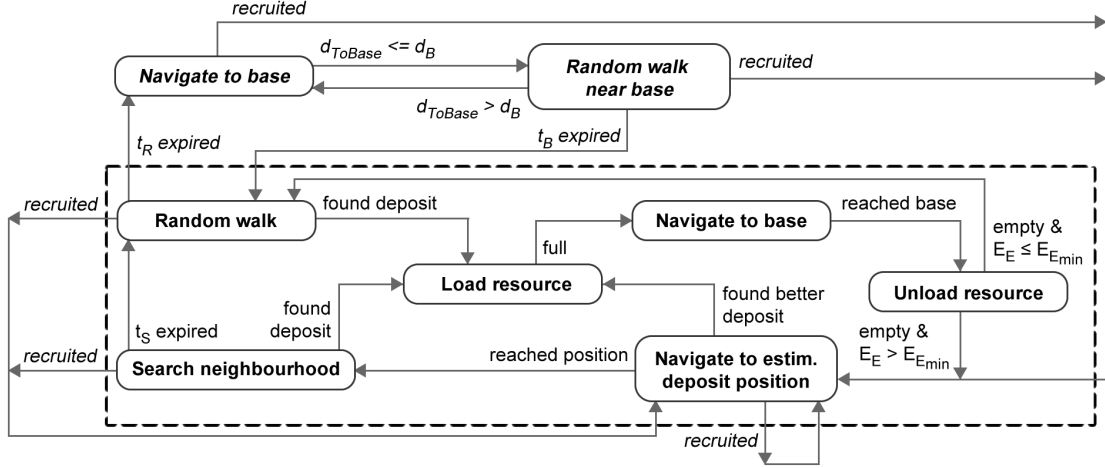 recruited
d_ToBase <= d_B
Navigate to base
Random walk
near base
recruited
d_ToBase > d_B
t_R expired
t_B expired
recruited
Random walk
found deposit
Navigate to base
reached base
full
empty &
E_E ≤ E_Emin
Load resource
Unload resource
found
deposit
found better
deposit
t_S expired
empty &
E_E > E_Emin
recruited
Search neighbourhood
reached position
Navigate to estim.
deposit position
recruited